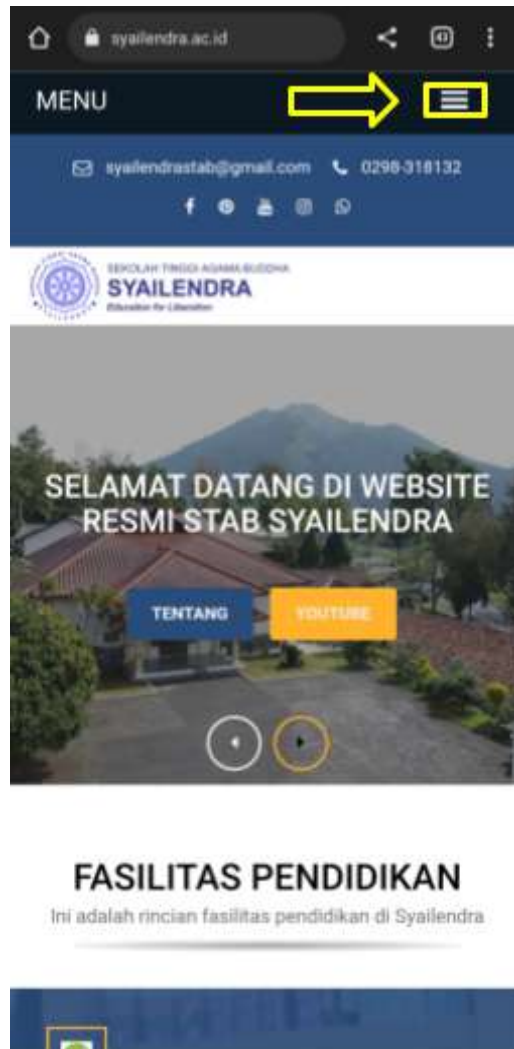 syailendra.ac.id 43
MENU
syailendrastab@gmail.com 0298-318132
SEKOLAH TINGGI AGAMA BUDDHA
SYAILENDRA
Education for Liberation
SELAMAT DATANG DI WEBSITE
RESMI STAB SYAILENDRA
TENTANG YOUTUBE
FASILITAS PENDIDIKAN
Ini adalah rincian fasilitas pendidikan di Syailendra